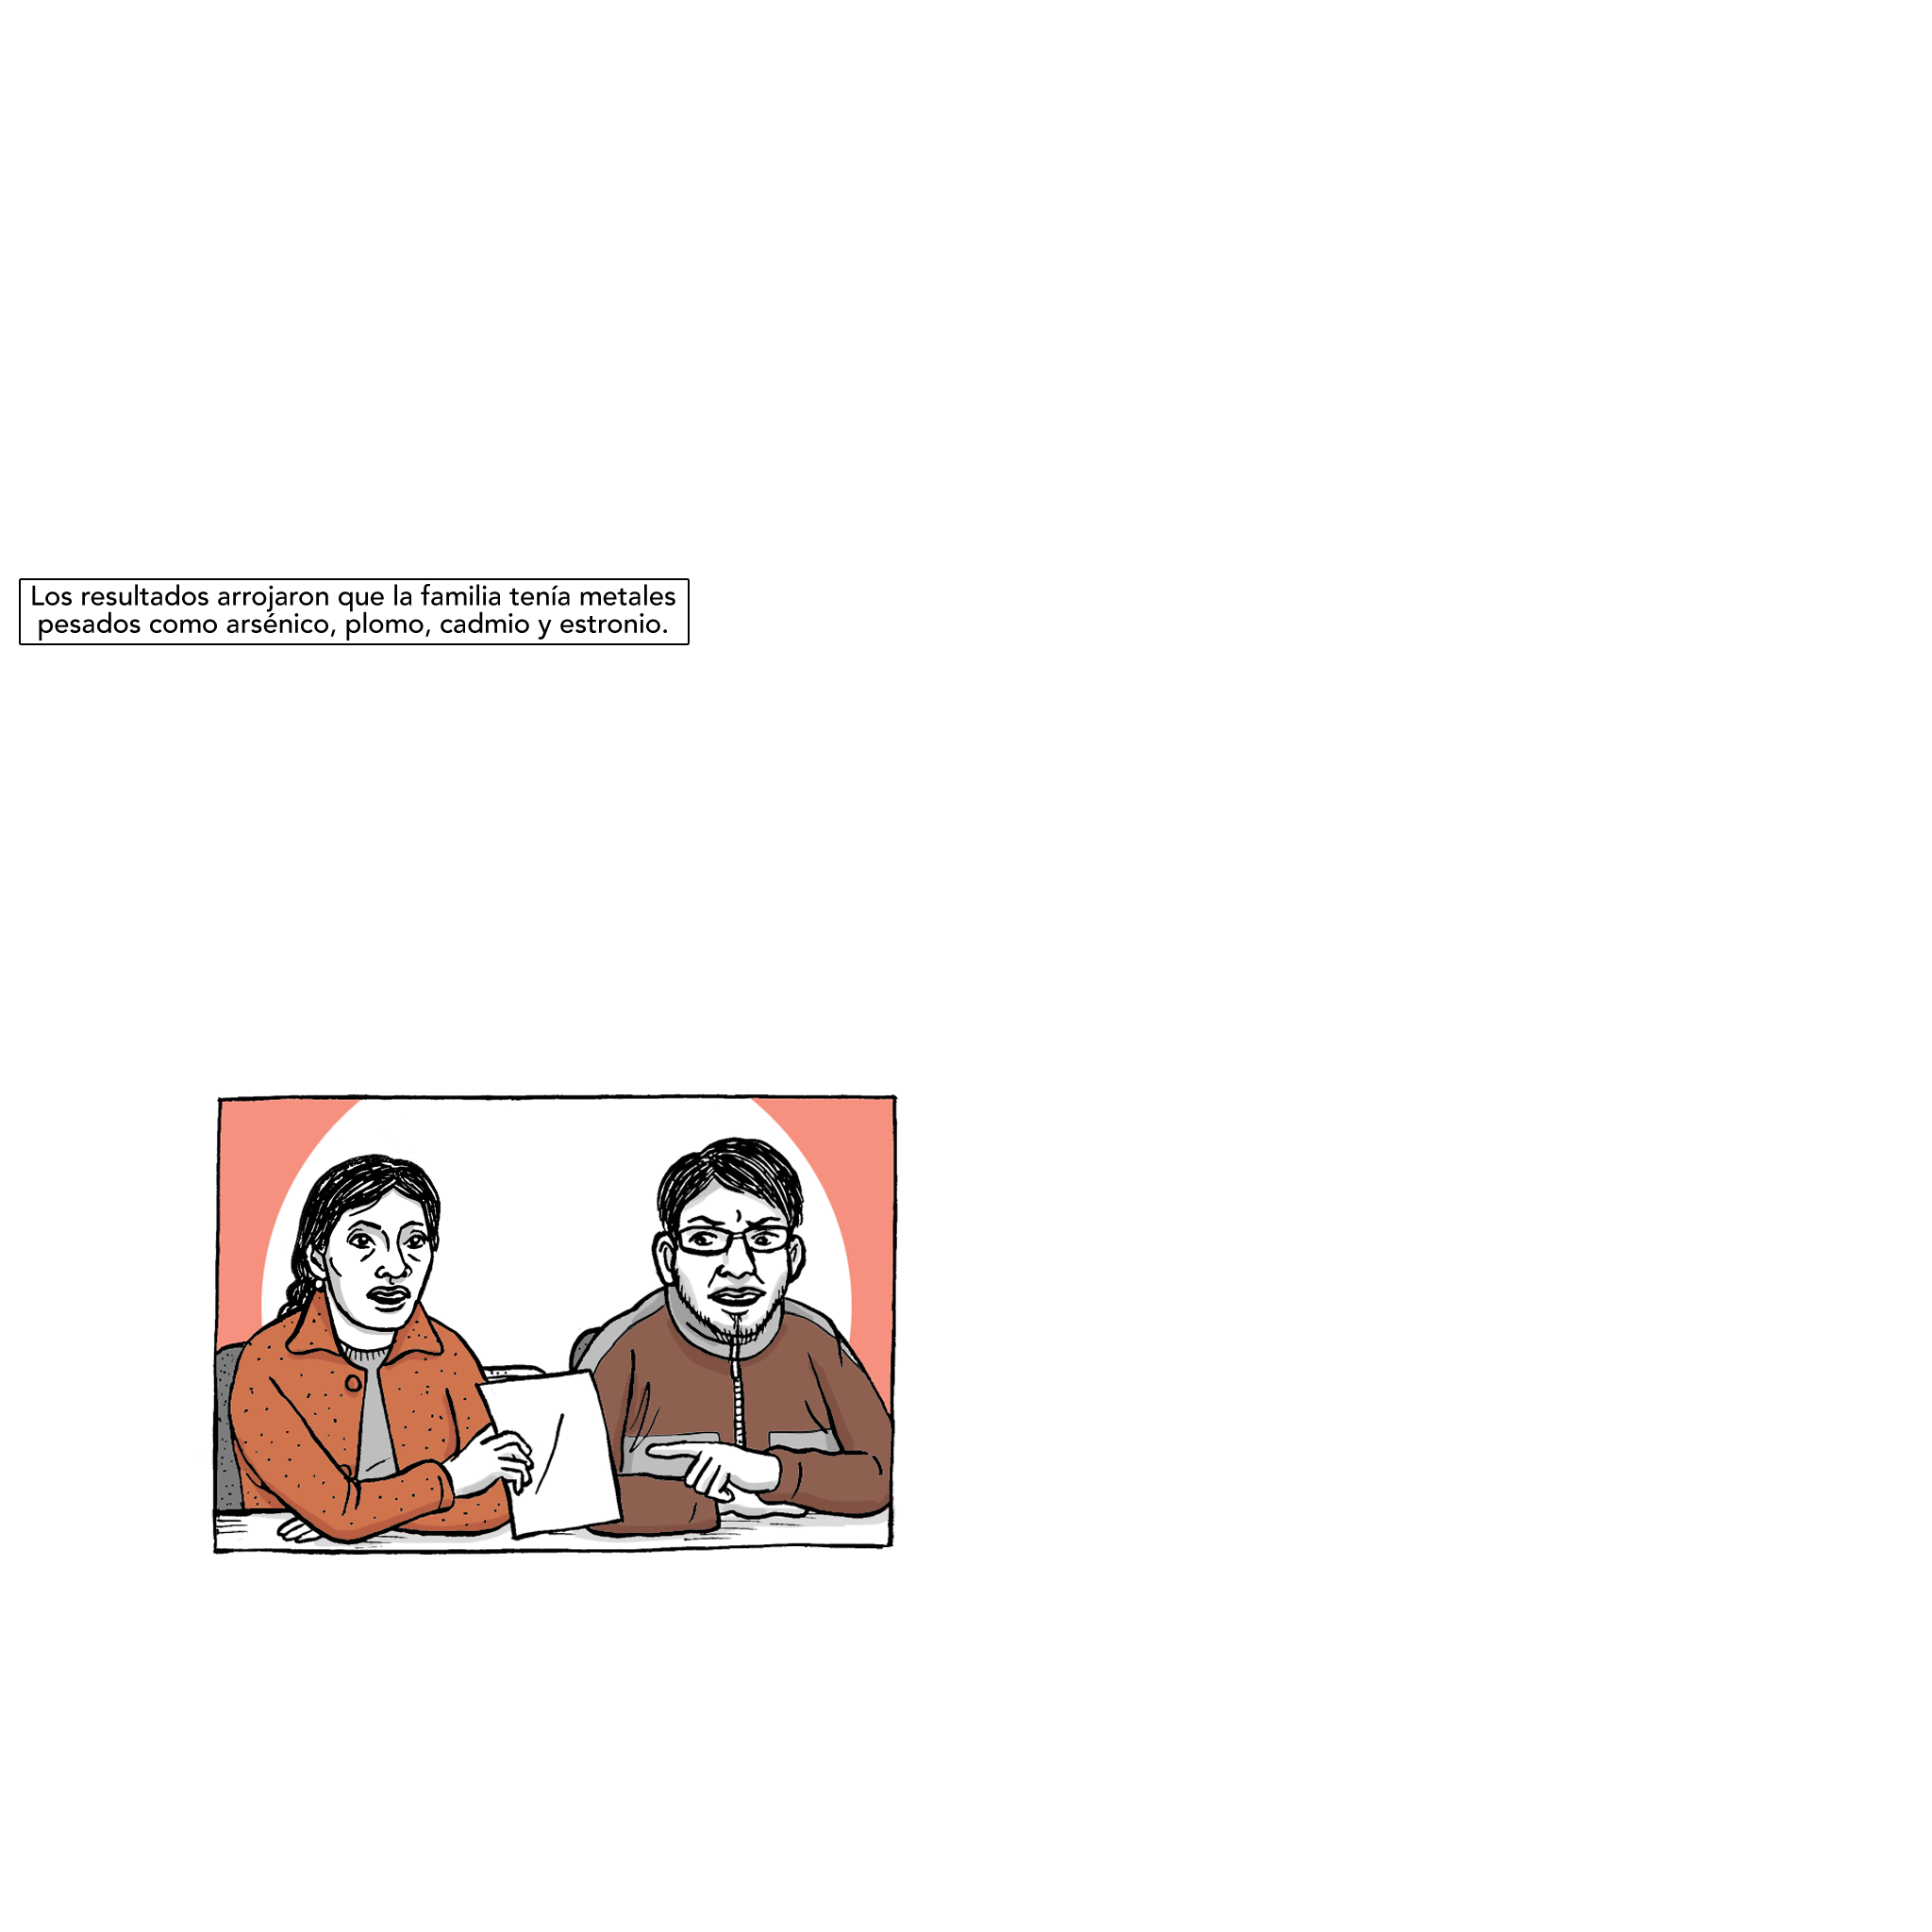 Los resultados arrojaron que la familia tenía metales
pesados como arsénico, plomo, cadmio y estronio.